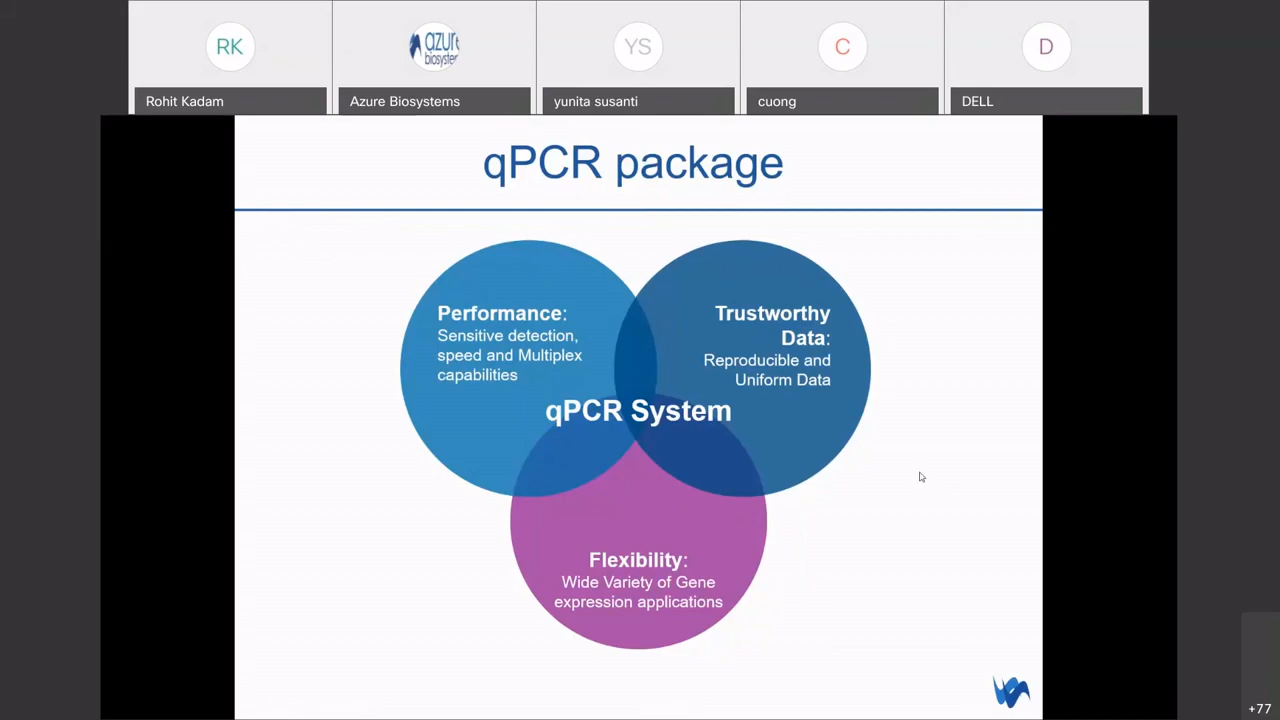 RK
azure
biosystems
YS
C
D
Rohit Kadam
Azure Biosystems
yunita susanti
cuong
DELL
qPCR package
Performance:
Sensitive detection,
speed and Multiplex
capabilities
Trustworthy
Data:
Reproducible and
Uniform Data
qPCR System
Flexibility:
Wide Variety of Gene
expression applications
+77